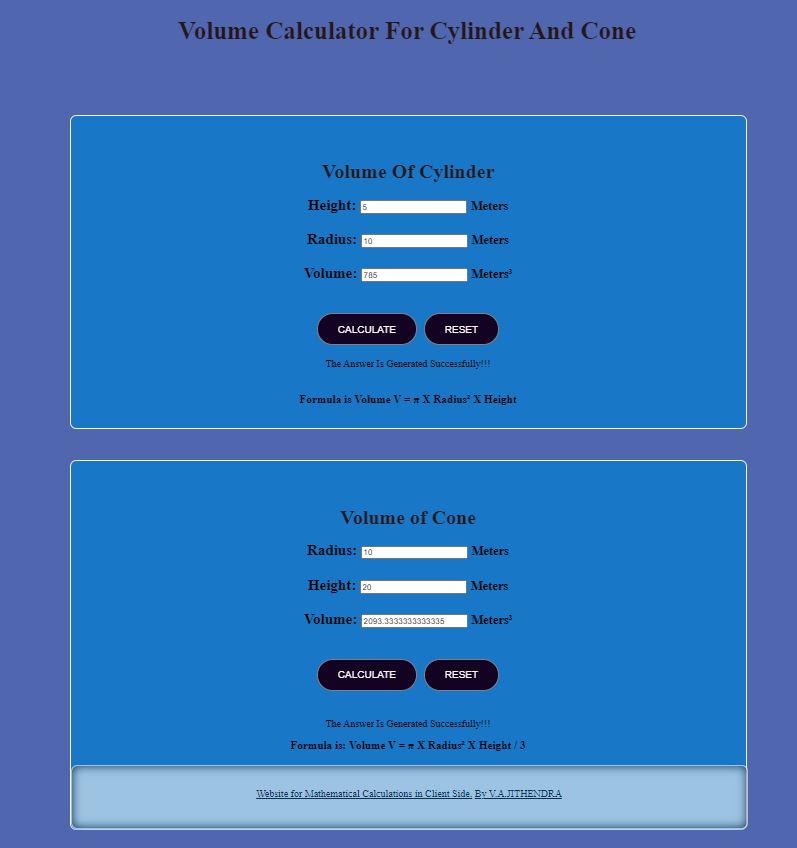 Volume Calculator For Cylinder And Cone
Volume Of Cylinder
Height: 5 Meters
Radius: 10 Meters
Volume: 785 Meters³
CALCULATE RESET
The Answer Is Generated Successfully!!!
Formula is Volume V = π X Radius² X Height
Volume of Cone
Radius: 10 Meters
Height: 20 Meters
Volume: 2093.3333333333335 Meters³
CALCULATE RESET
The Answer Is Generated Successfully!!!
Formula is: Volume V = π X Radius² X Height / 3
Website for Mathematical Calculations in Client Side. By V.A.JITHENDRA